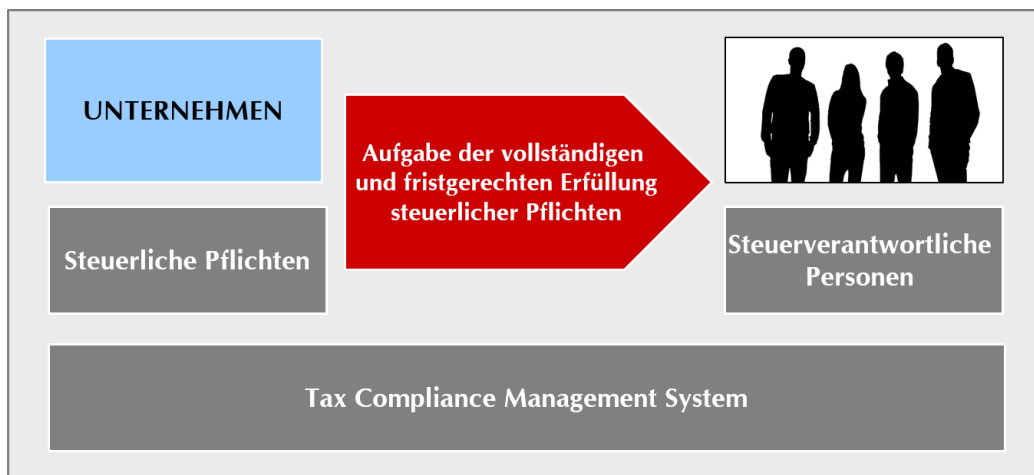 UNTERNEHMEN
Aufgabe der vollständigen
und fristgerechten Erfüllung
steuerlicher Pflichten
Steuerliche Pflichten
Steuerverantwortliche
Personen
Tax Compliance Management System